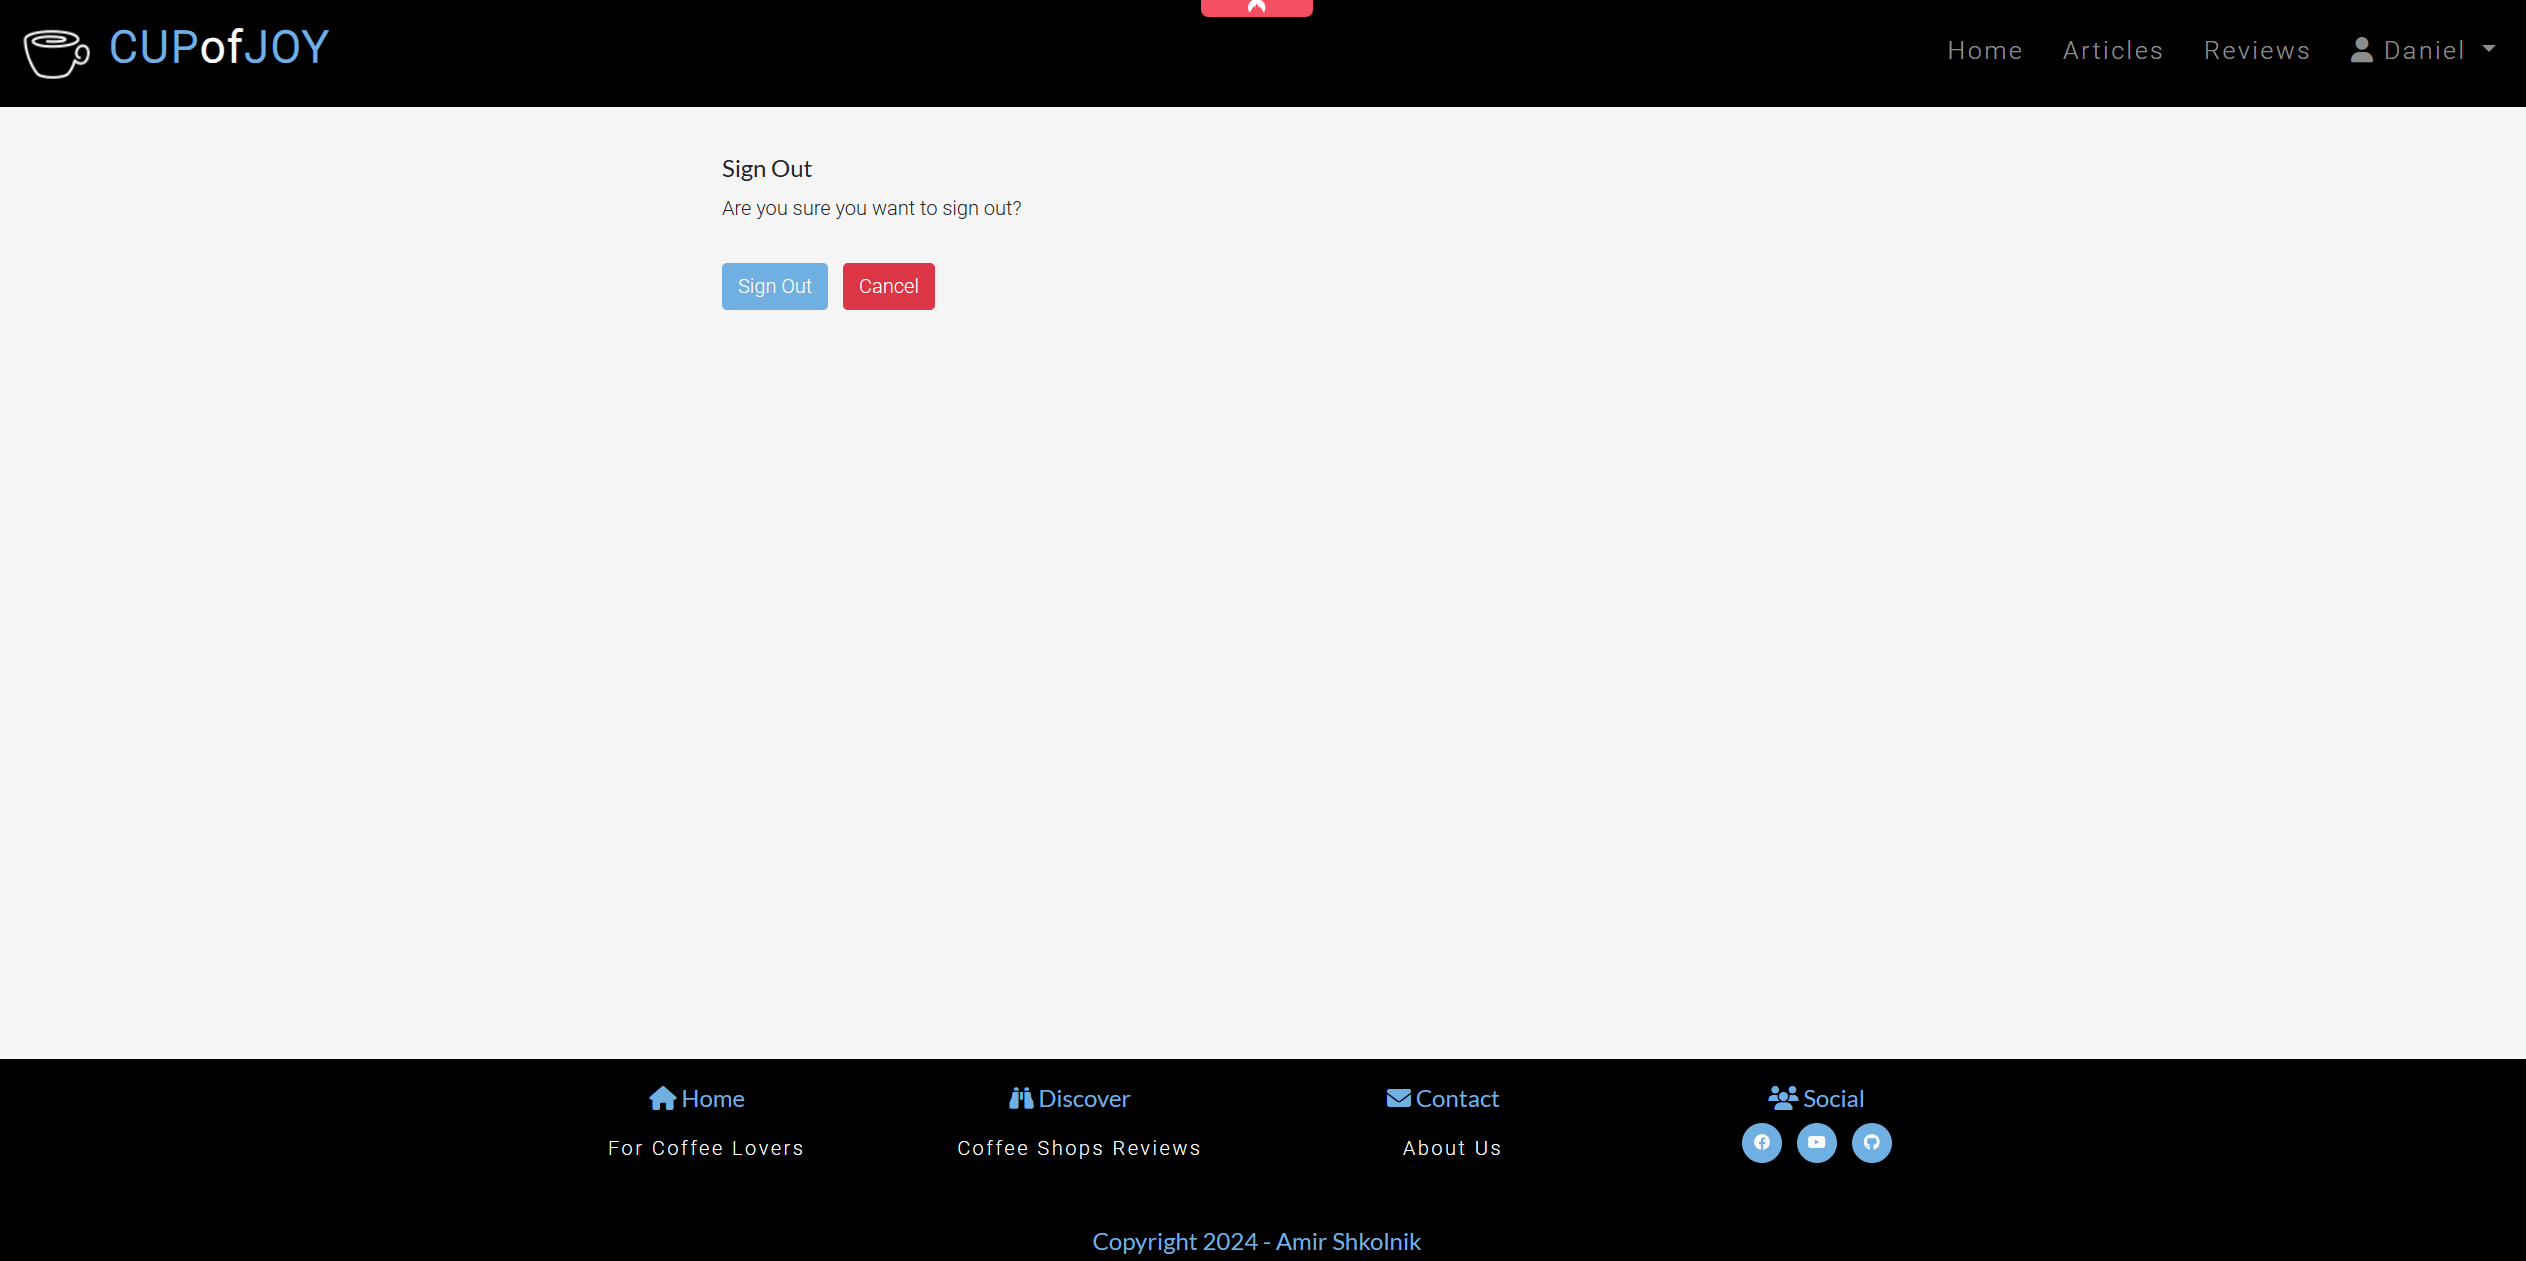 CUPofJOY
Home Articles Reviews Daniel
Sign Out
Are you sure you want to sign out?
Sign Out Cancel
Home Discover Contact Social
For Coffee Lovers Coffee Shops Reviews About Us
Copyright 2024 - Amir Shkolnik